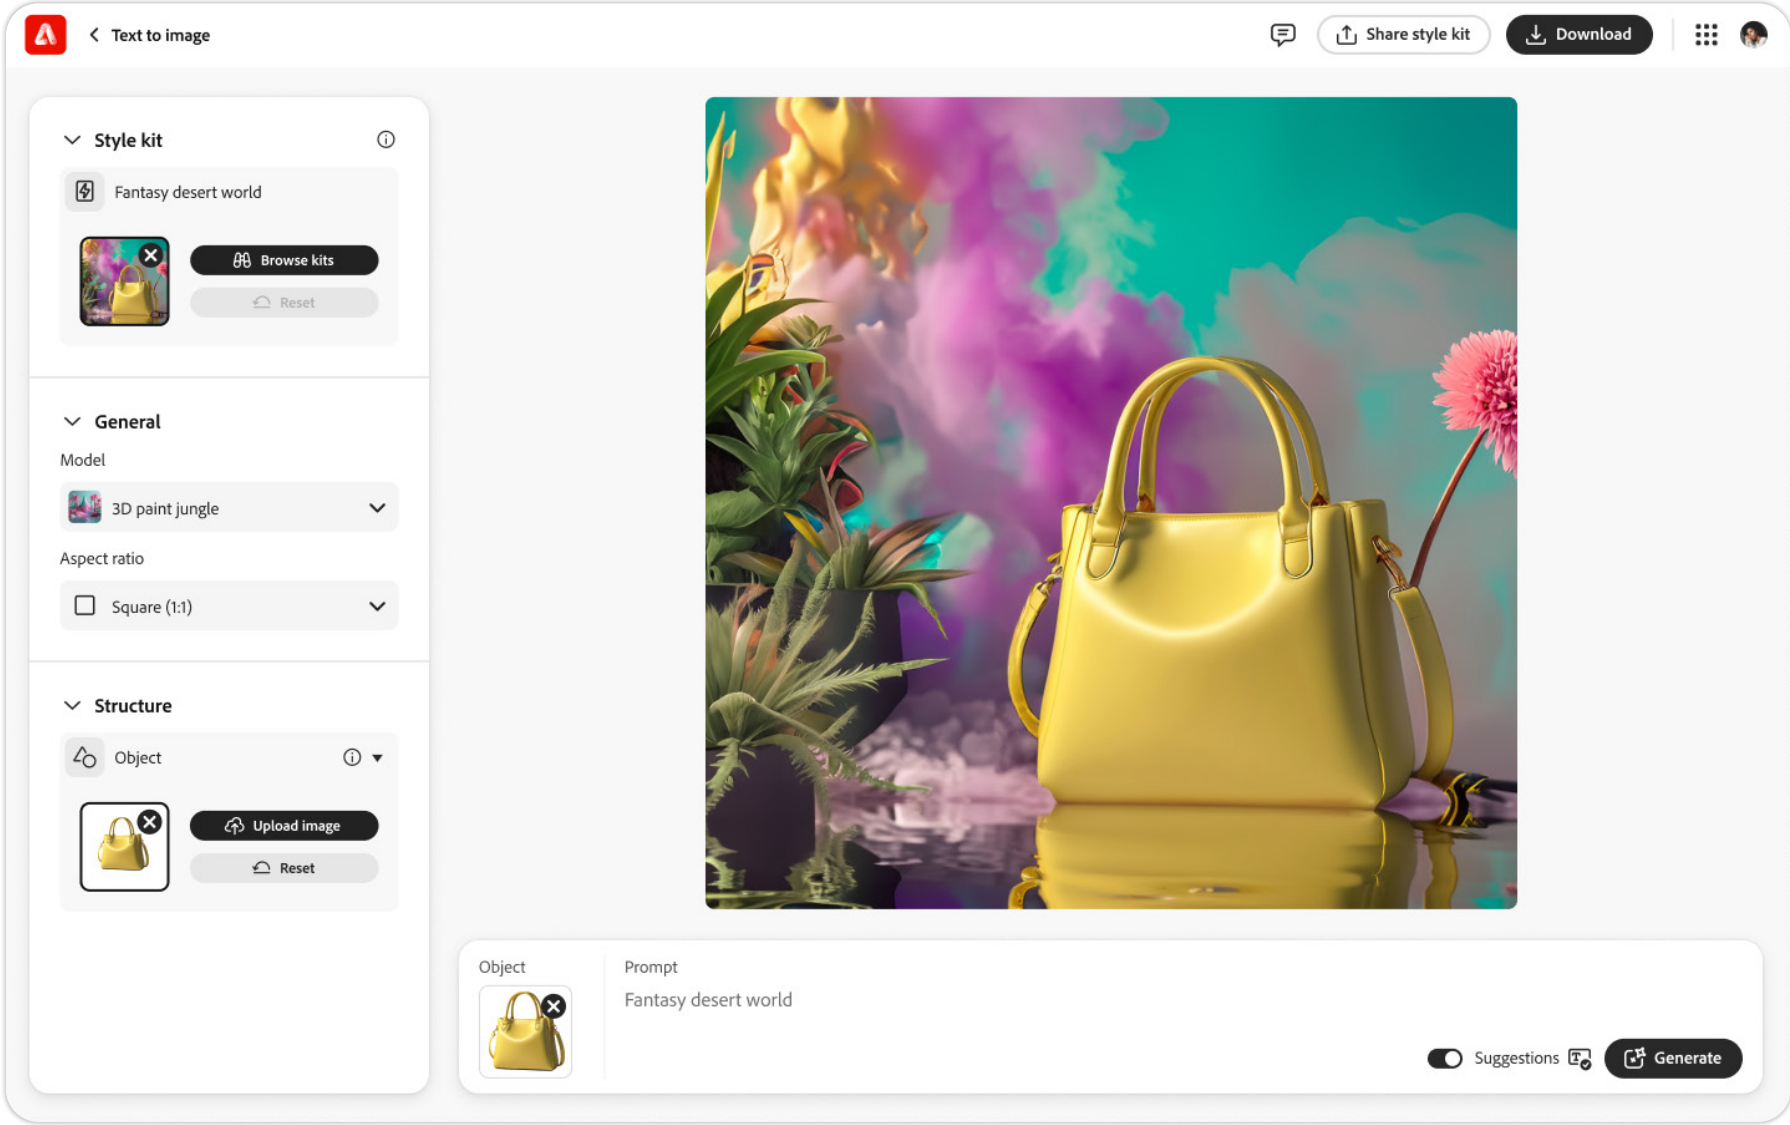 Text to image
Share style kit
Download
Style kit
Fantasy desert world
Browse kits
Reset
General
Model
3D paint jungle
Aspect ratio
Square (1:1)
Structure
Object
Upload image
Reset
Object
Prompt
Fantasy desert world
Suggestions
Generate